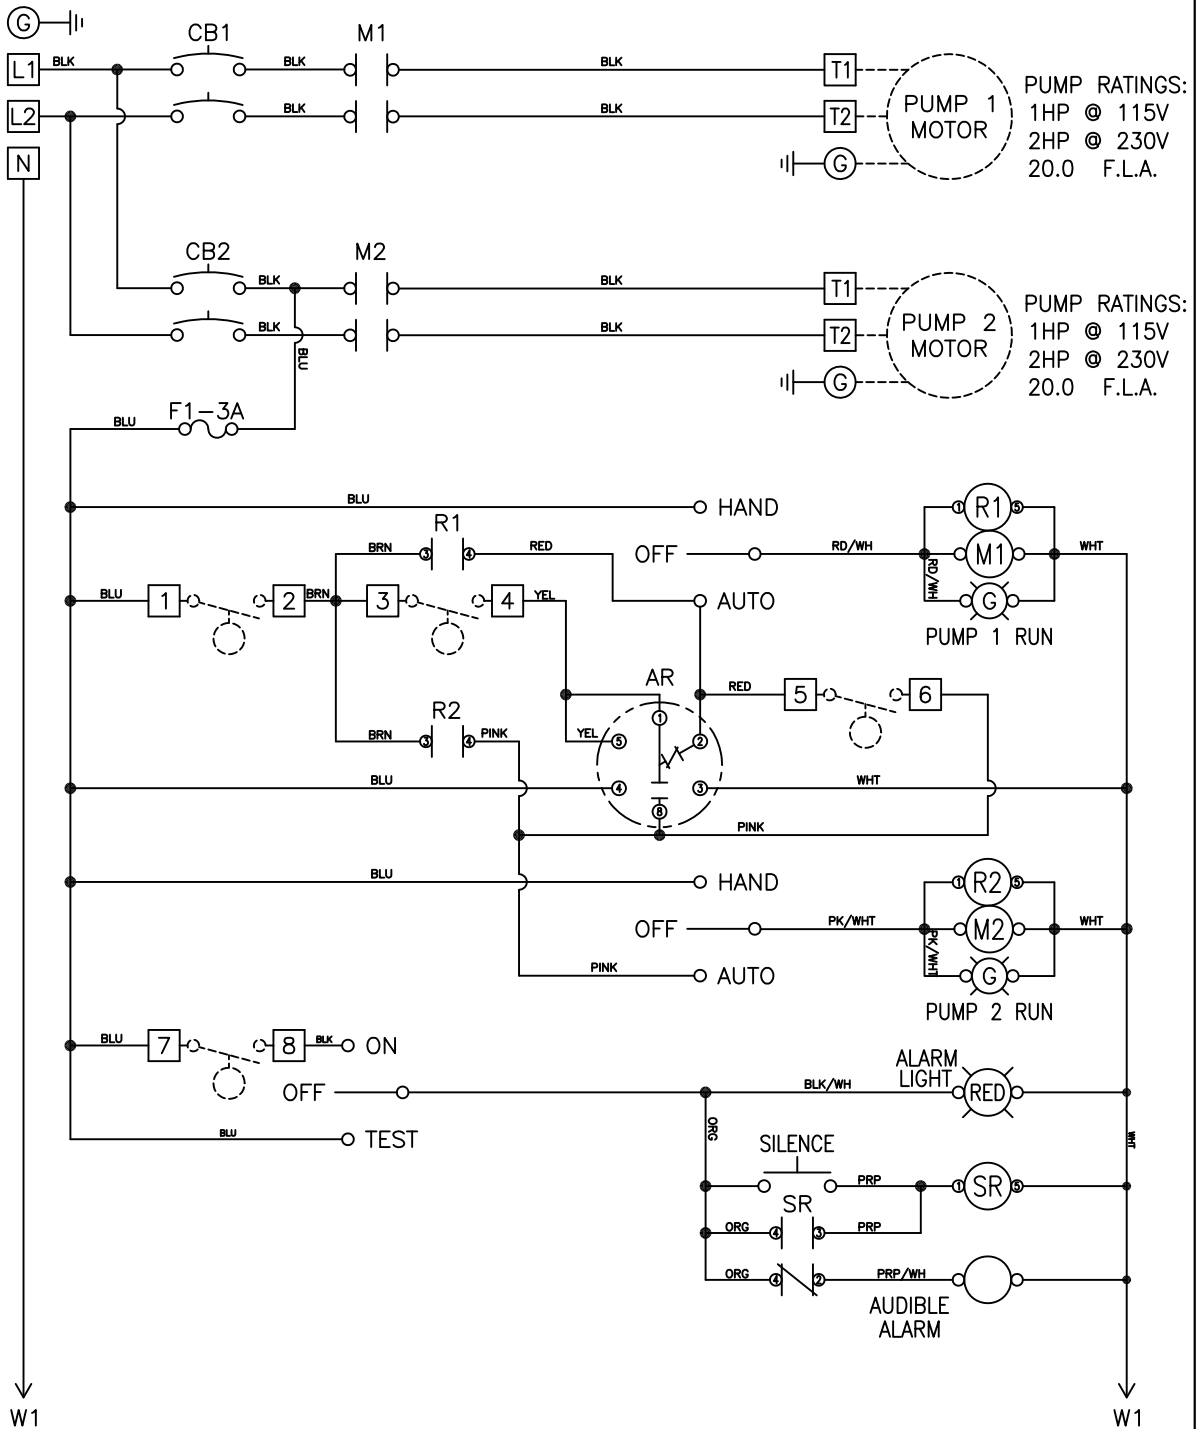 G
CB1 M1
L1 BLK BLK BLK T1
L2 BLK BLK T2
PUMP 1
MOTOR
PUMP RATINGS:
1HP @ 115V
2HP @ 230V
20.0 F.L.A.
N
G
CB2 M2
BLK BLK T1
BLK BLK T2
PUMP 2
MOTOR
PUMP RATINGS:
1HP @ 115V
2HP @ 230V
20.0 F.L.A.
G
BLU
BLU F1-3A
BLU HAND 1 R1 5
R1
BRN 3 4 RED OFF RD/WH M1 WHT
RD/WH
BLU 1 2 BRN 3 4 YEL AUTO G
PUMP 1 RUN
AR
RED 5 6
R2
1
BRN 3 4 PINK YEL 5 2
BLU 4 3 WHT
8
PINK
BLU HAND 1 R2 5
OFF PK/WHT M2 WHT
PK/WHT
PINK AUTO G
PUMP 2 RUN
BLU 7 8 BLK ON
ALARM
LIGHT
OFF BLK/WH RED
ORG
BLU TEST
WHT
SILENCE
PRP 1 SR 5
SR
ORG 4 3 PRP
ORG 4 2 PRP/WH
AUDIBLE
ALARM
W1 W1